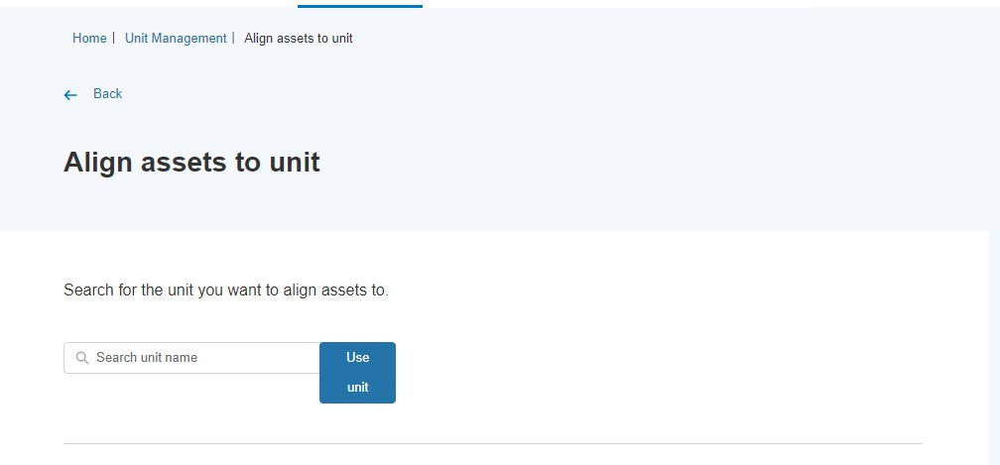 Home | Unit Management | Align assets to unit
Back
Align assets to unit
Search for the unit you want to align assets to.
Search unit name
Use
unit